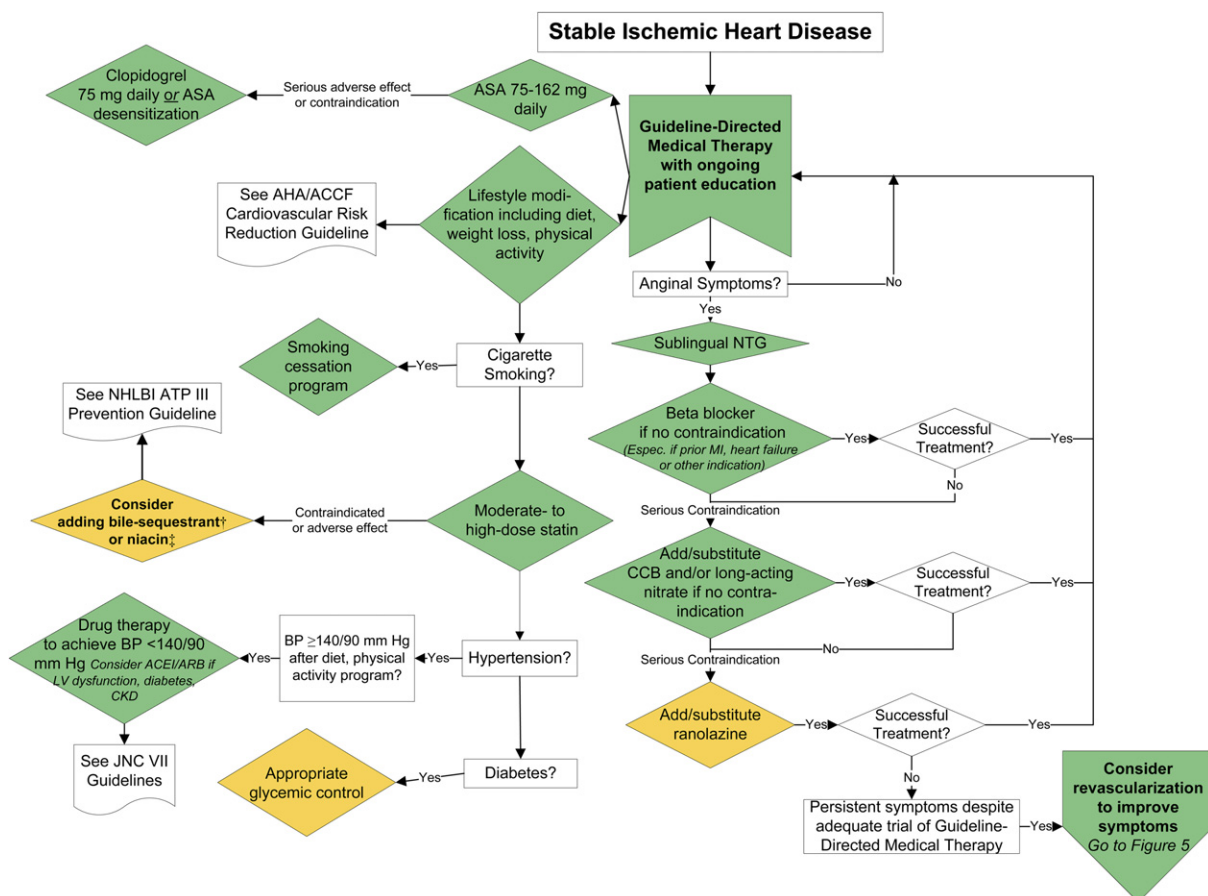 Stable Ischemic Heart Disease
Clopidogrel
75 mg daily or ASA
desensitization
Serious adverse effect
or contraindication
ASA 75-162 mg
daily
Guideline-Directed
Medical Therapy
with ongoing
patient education
See AHA/ACCF
Cardiovascular Risk
Reduction Guideline
Lifestyle modi-
fication including diet,
weight loss, physical
activity
Anginal Symptoms?
No
Yes
Sublingual NTG
Smoking
cessation
program
Yes
Cigarette
Smoking?
See NHLBI ATP III
Prevention Guideline
Beta blocker
if no contraindication
(Espec. if prior MI, heart failure
or other indication)
Yes
Successful
Treatment?
Yes
No
Serious Contraindication
Consider
adding bile-sequestrant†
or niacin‡
Contraindicated
or adverse effect
Moderate- to
high-dose statin
Add/substitute
CCB and/or long-acting
nitrate if no contra-
indication
Yes
Successful
Treatment?
Yes
No
Serious Contraindication
Drug therapy
to achieve BP <140/90
mm Hg Consider ACEI/ARB if
LV dysfunction, diabetes,
CKD
Yes
BP ≥140/90 mm Hg
after diet, physical
activity program?
Yes
Hypertension?
See JNC VII
Guidelines
Add/substitute
ranolazine
Yes
Successful
Treatment?
Yes
No
Appropriate
glycemic control
Yes
Diabetes?
Persistent symptoms despite
adequate trial of Guideline-
Directed Medical Therapy
Yes
Consider
revascularization
to improve
symptoms
Go to Figure 5